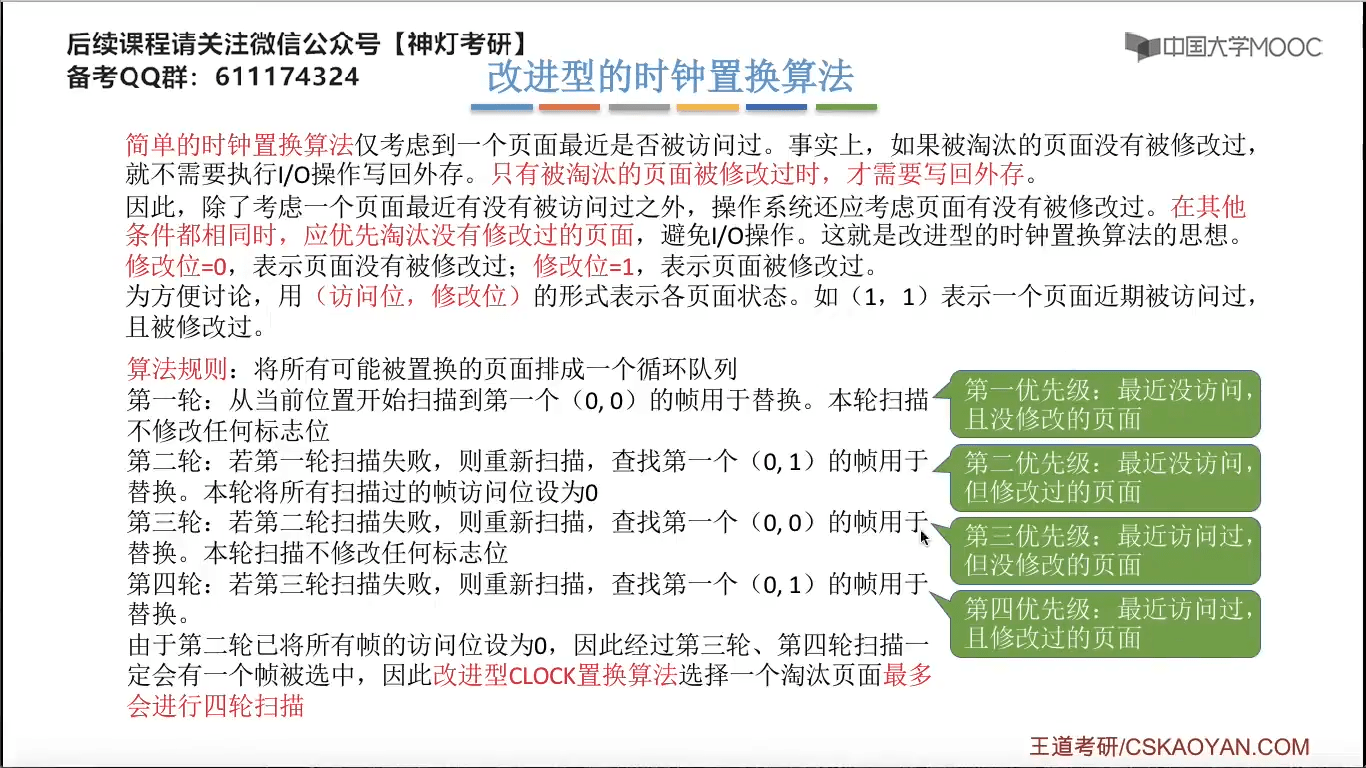 后续课程请关注微信公众号【神灯考研】
备考QQ群：611174324
中国大学MOOC
改进型的时钟置换算法
简单的时钟置换算法仅考虑到一个页面最近是否被访问过。事实上，如果被淘汰的页面没有被修改过，
就不需要执行I/O操作写回外存。只有被淘汰的页面被修改过时，才需要写回外存。
因此，除了考虑一个页面最近有没有被访问过之外，操作系统还应考虑页面有没有被修改过。在其他
条件都相同时，应优先淘汰没有修改过的页面，避免I/O操作。这就是改进型的时钟置换算法的思想。
修改位=0，表示页面没有被修改过；修改位=1，表示页面被修改过。
为方便讨论，用（访问位，修改位）的形式表示各页面状态。如（1，1）表示一个页面近期被访问过，
且被修改过。
算法规则：将所有可能被置换的页面排成一个循环队列
第一轮：从当前位置开始扫描到第一个（0, 0）的帧用于替换。本轮扫描
不修改任何标志位
第二轮：若第一轮扫描失败，则重新扫描，查找第一个（0, 1）的帧用于
替换。本轮将所有扫描过的帧访问位设为0
第三轮：若第二轮扫描失败，则重新扫描，查找第一个（0, 0）的帧用于
替换。本轮扫描不修改任何标志位
第四轮：若第三轮扫描失败，则重新扫描，查找第一个（0, 1）的帧用于
替换。
由于第二轮已将所有帧的访问位设为0，因此经过第三轮、第四轮扫描一
定会有一个帧被选中，因此改进型CLOCK置换算法选择一个淘汰页面最多
会进行四轮扫描
第一优先级：最近没访问，
且没修改的页面
第二优先级：最近没访问，
但修改过的页面
第三优先级：最近访问过，
但没修改的页面
第四优先级：最近访问过，
且修改过的页面
王道考研/CSKAOYAN.COM